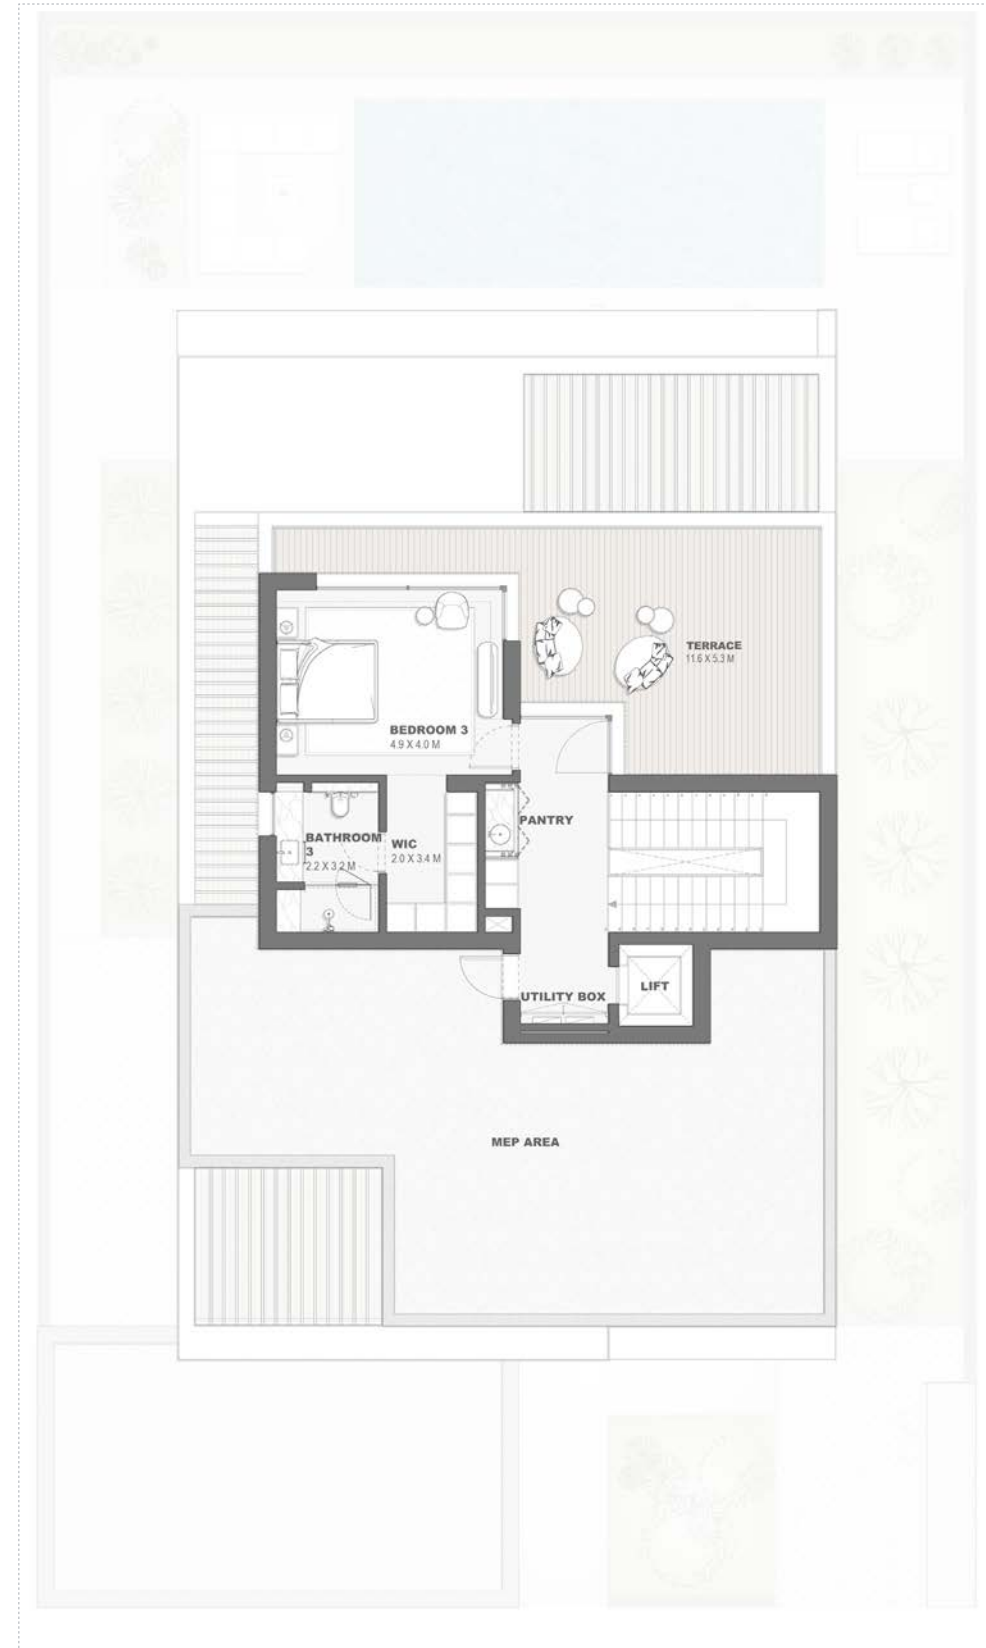 TERRACE
11.6 X 5.3 M
BEDROOM 3
4.9 X 4.0 M
PANTRY
BATHROOM
3
2.2 X 3.2 M
WIC
2.0 X 3.4 M
UTILITY BOX
LIFT
MEP AREA